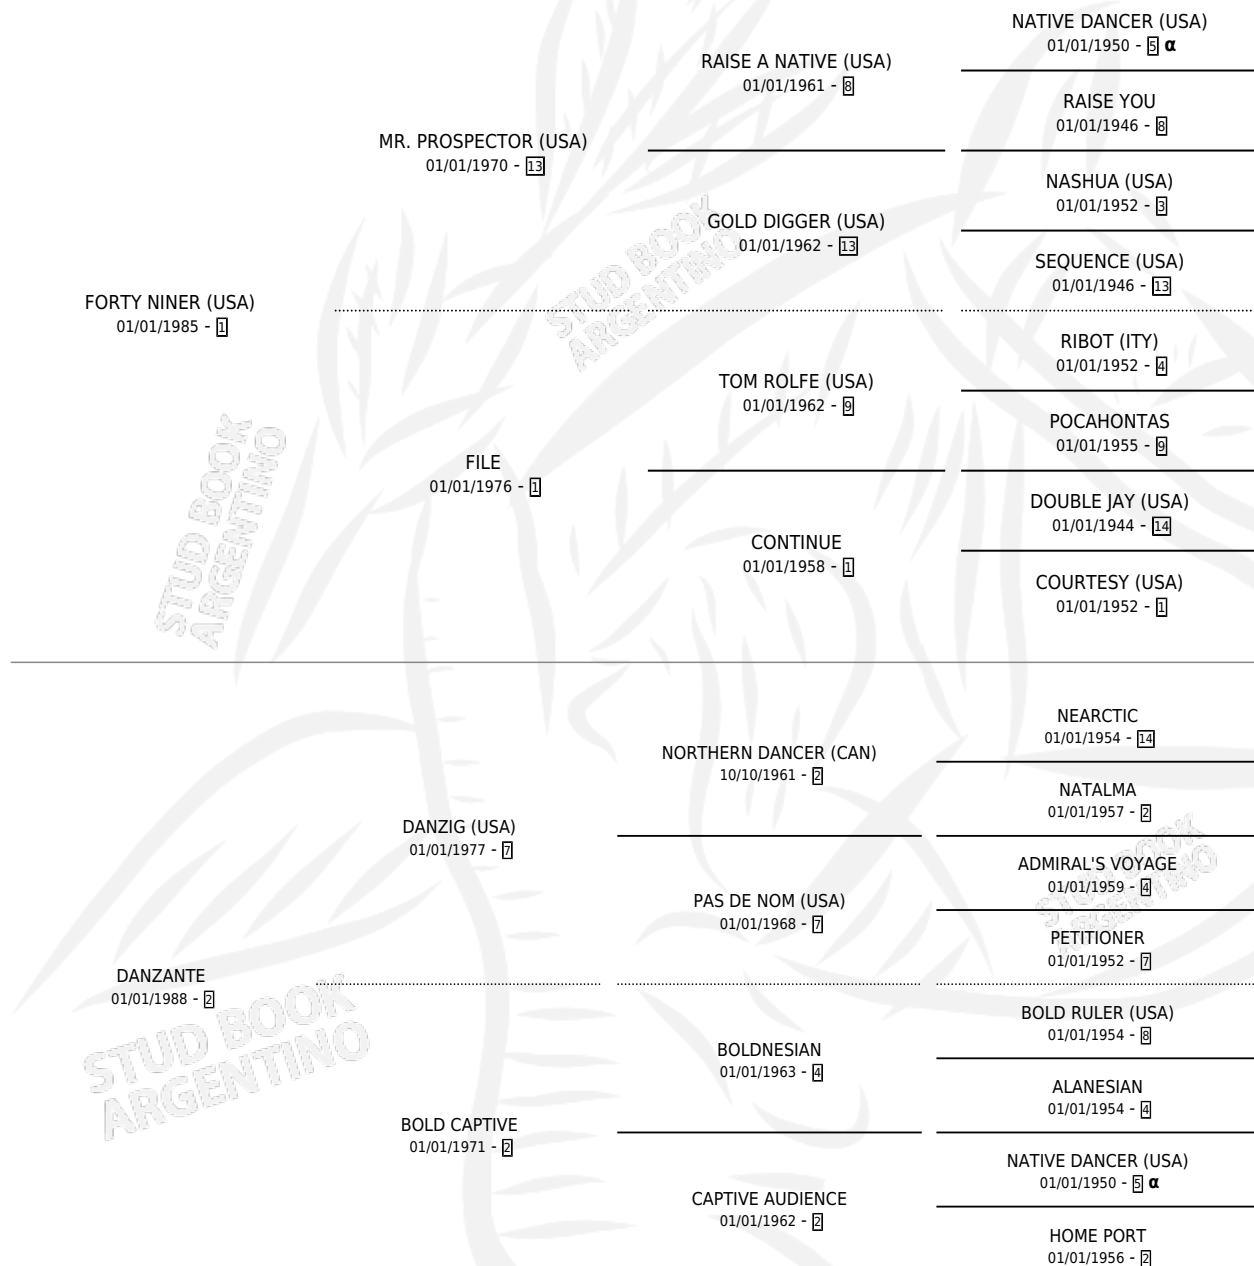 NATIVE DANCER (USA)
01/01/1950 - 5 α
RAISE A NATIVE (USA)
01/01/1961 - 8
RAISE YOU
01/01/1946 - 8
MR. PROSPECTOR (USA)
01/01/1970 - 13
NASHUA (USA)
01/01/1952 - 3
GOLD DIGGER (USA)
01/01/1962 - 13
STUD BOOK
ARGENTINO
SEQUENCE (USA)
01/01/1946 - 13
FORTY NINER (USA)
01/01/1985 - 1
RIBOT (ITY)
01/01/1952 - 4
TOM ROLFE (USA)
01/01/1962 - 9
POCAHONTAS
01/01/1955 - 9
FILE
01/01/1976 - 1
STUD BOOK
ARGENTINO
DOUBLE JAY (USA)
01/01/1944 - 14
CONTINUE
01/01/1958 - 1
COURTESY (USA)
01/01/1952 - 1
NEARCTIC
01/01/1954 - 14
NORTHERN DANCER (CAN)
10/10/1961 - 2
NATALMA
01/01/1957 - 2
DANZIG (USA)
01/01/1977 - 7
ADMIRAL'S VOYAGE
01/01/1959 - 4
STUD BOOK
ARGENTINO
PAS DE NOM (USA)
01/01/1968 - 7
PETITIONER
01/01/1952 - 7
DANZANTE
01/01/1988 - 2
STUD BOOK
ARGENTINO
BOLD RULER (USA)
01/01/1954 - 8
BOLDNESIAN
01/01/1963 - 4
ALANESIAN
01/01/1954 - 4
BOLD CAPTIVE
01/01/1971 - 2
NATIVE DANCER (USA)
01/01/1950 - 5 α
CAPTIVE AUDIENCE
01/01/1962 - 2
HOME PORT
01/01/1956 - 2